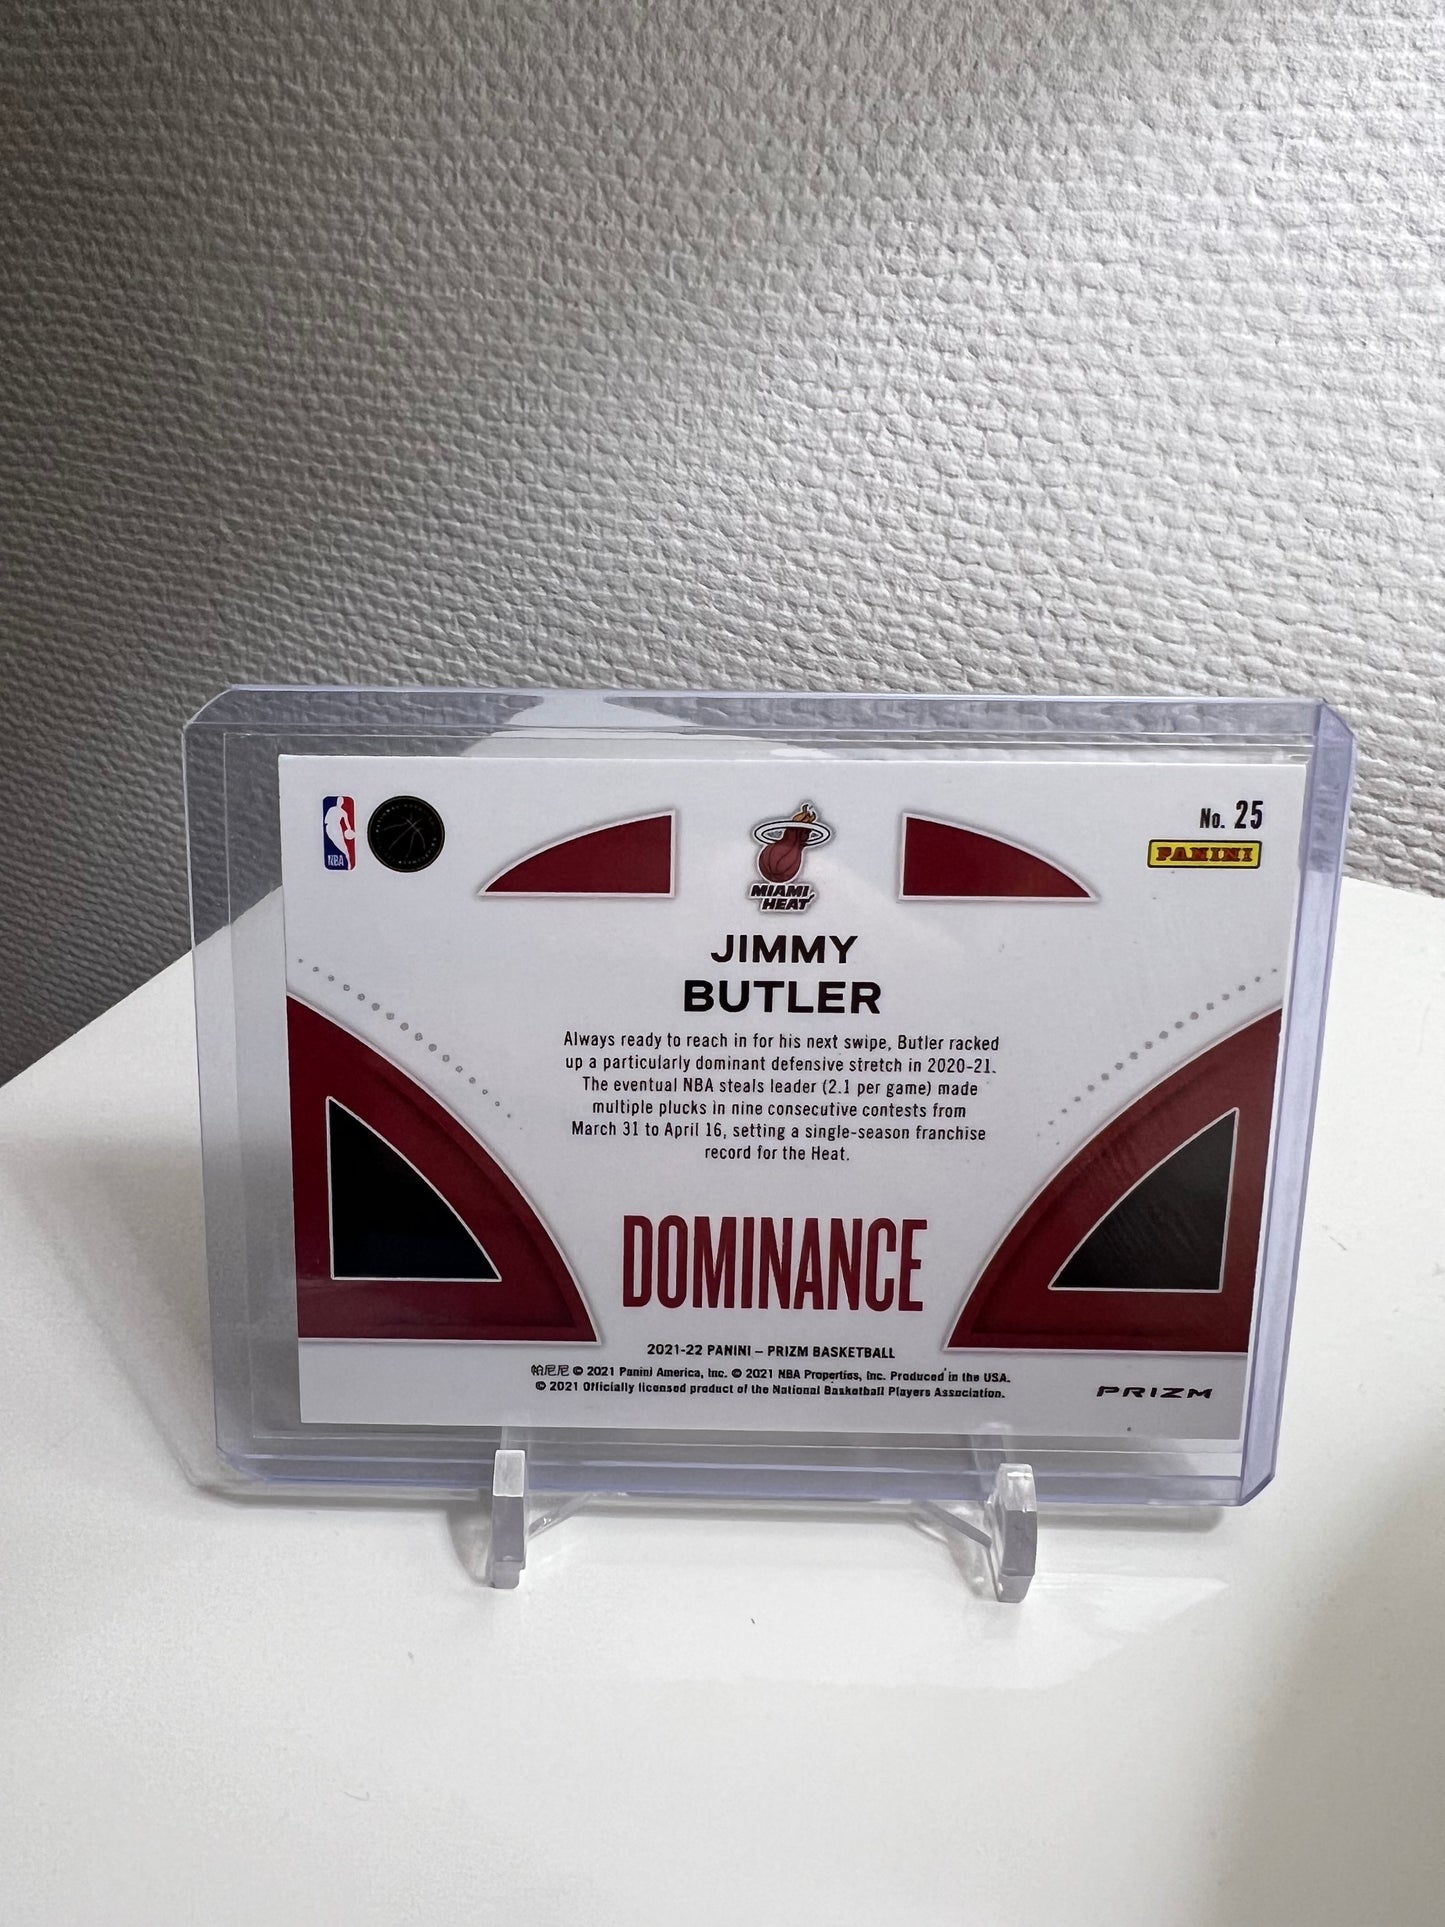 No. 25
NBA
PANINI
MIAMI
HEAT
JIMMY
BUTLER
Always ready to reach in for his next swipe, Butler racked
up a particularly dominant defensive stretch in 2020-21.
The eventual NBA steals leader (2.1 per game) made
multiple plucks in nine consecutive contests from
March 31 to April 16, setting a single-season franchise
record for the Heat.
DOMINANCE
2021-22 PANINI – PRIZM BASKETBALL
帕尼尼 © 2021 Panini America, Inc. © 2021 NBA Properties, Inc. Produced in the USA.
© 2021 Officially licensed product of the National Basketball Players Association.
PRIZM